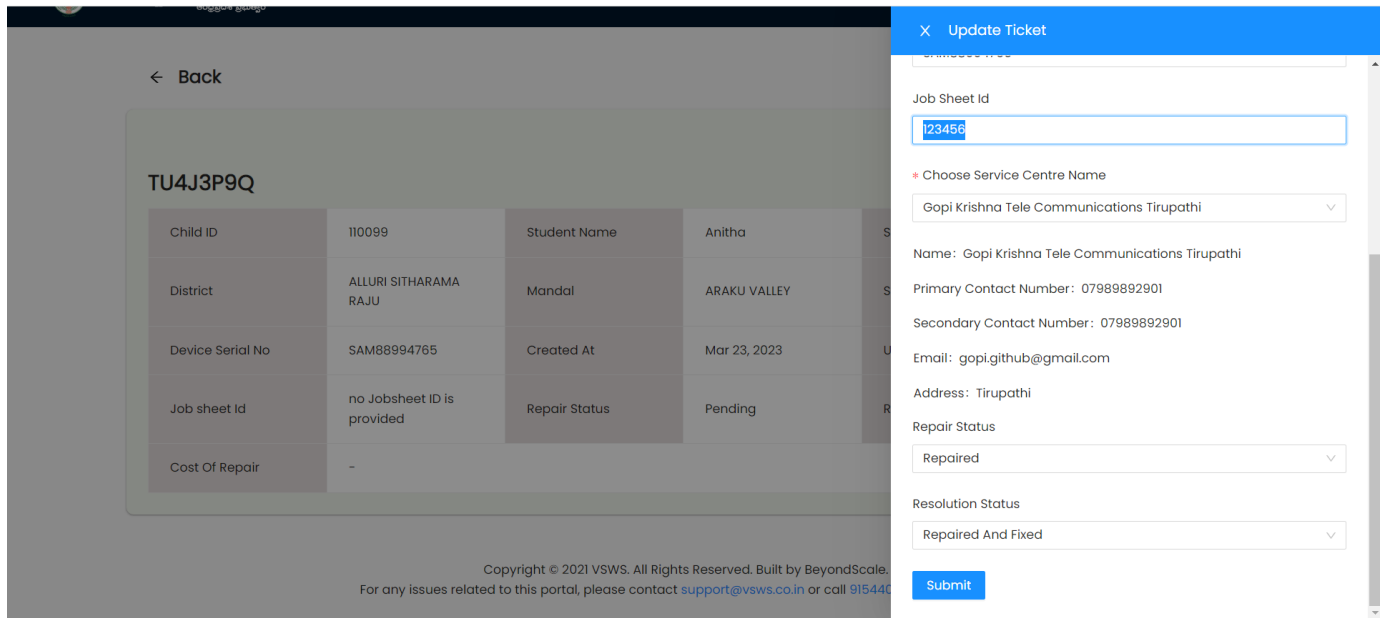 ఆంధ్రప్రదేశ్ ప్రభుత్వం
Back
TU4J3P9Q
Child ID 110099 Student Name Anitha S
District ALLURI SITHARAMA RAJU Mandal ARAKU VALLEY S
Device Serial No SAM88994765 Created At Mar 23, 2023 U
Job sheet Id no Jobsheet ID is provided Repair Status Pending R
Cost Of Repair -
Copyright © 2021 VSWS. All Rights Reserved. Built by BeyondScale.
For any issues related to this portal, please contact support@vsws.co.in or call 915440
Update Ticket
Job Sheet Id
123456
* Choose Service Centre Name
Gopi Krishna Tele Communications Tirupathi
Name: Gopi Krishna Tele Communications Tirupathi
Primary Contact Number: 07989892901
Secondary Contact Number: 07989892901
Email: gopi.github@gmail.com
Address: Tirupathi
Repair Status
Repaired
Resolution Status
Repaired And Fixed
Submit